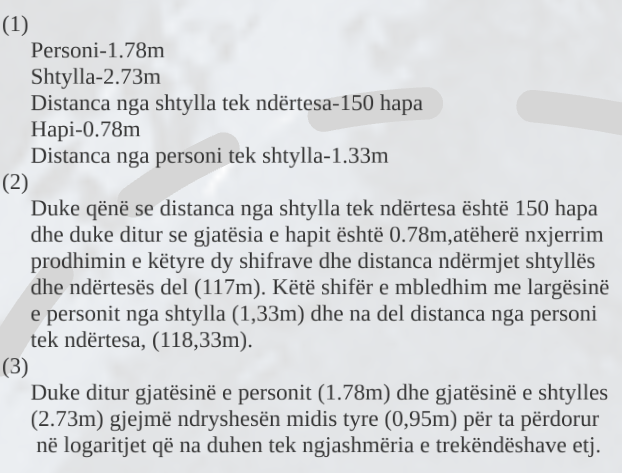 (1)
Personi-1.78m
Shtylla-2.73m
Distanca nga shtylla tek ndërtesa-150 hapa
Hapi-0.78m
Distanca nga personi tek shtylla-1.33m
(2)
Duke qënë se distanca nga shtylla tek ndërtesa është 150 hapa
dhe duke ditur se gjatësia e hapit është 0.78m,atëherë nxjerrim
prodhimin e këtyre dy shifrave dhe distanca ndërmjet shtyllës
dhe ndërtesës del (117m). Këtë shifër e mbledhim me largësinë
e personit nga shtylla (1,33m) dhe na del distanca nga personi
tek ndërtesa, (118,33m).
(3)
Duke ditur gjatësinë e personit (1.78m) dhe gjatësinë e shtylles
(2.73m) gjejmë ndryshesën midis tyre (0,95m) për ta përdorur
në logaritjet që na duhen tek ngjashmëria e trekëndëshave etj.